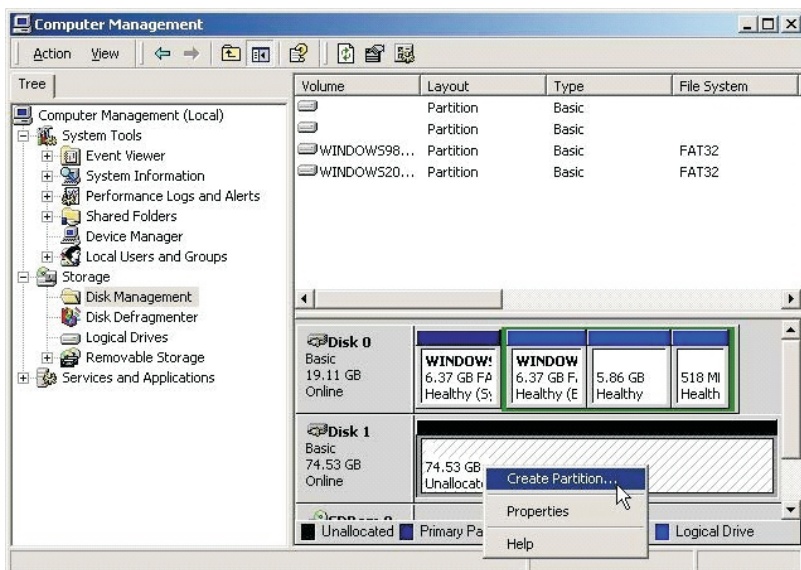 Computer Management
Action View
Tree
Computer Management (Local)
System Tools
Event Viewer
System Information
Performance Logs and Alerts
Shared Folders
Device Manager
Local Users and Groups
Storage
Disk Management
Disk Defragmenter
Logical Drives
Removable Storage
Services and Applications
Volume Layout Type File System
Partition Basic
Partition Basic
WINDOWS98... Partition Basic FAT32
WINDOWS20... Partition Basic FAT32
Disk 0
Basic
19.11 GB
Online
WINDOW
6.37 GB FA
Healthy (S
WINDOW
6.37 GB F
Healthy (E
5.86 GB
Healthy
518 M
Health
Disk 1
Basic
74.53 GB
Online
74.53 GB
Unallocat
Create Partition...
Properties
Help
Unallocated Primary Pa Logical Drive